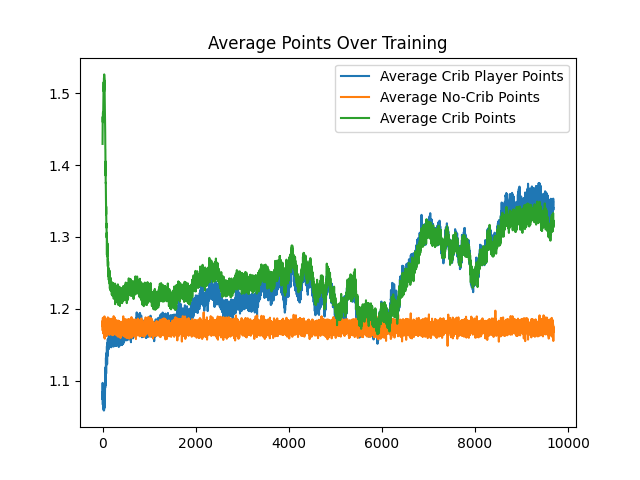 Average Points Over Training
Average Crib Player Points
Average No-Crib Points
Average Crib Points
1.5
1.4
1.3
1.2
1.1
0 2000 4000 6000 8000 10000